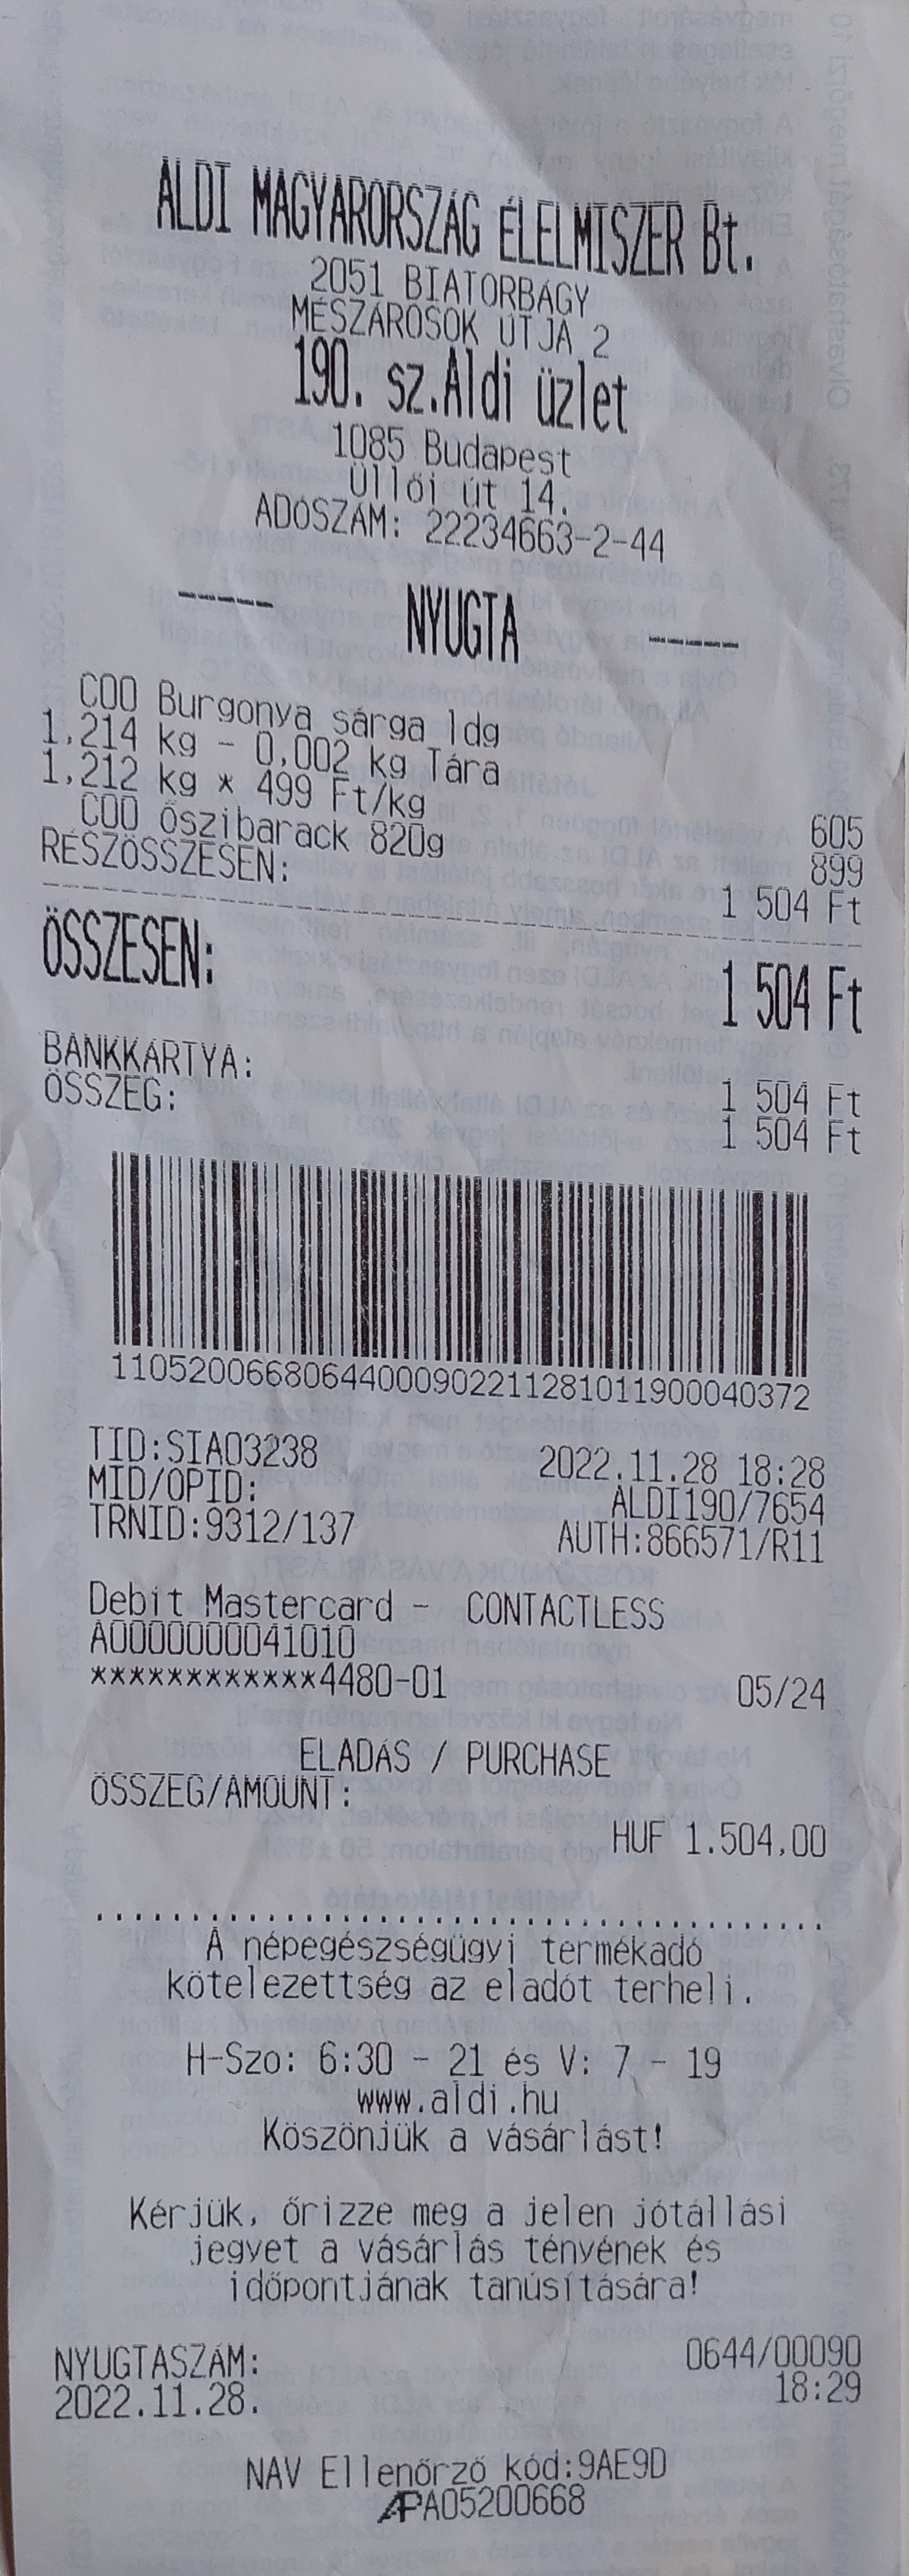 ALDI MAGYARORSZÁG ÉLELMISZER Bt.
2051 BIATORBÁGY
MÉSZÁROSOK ÚTJA 2
190. sz.Aldi üzlet
1085 Budapest
Üllői út 14.
ADÓSZÁM: 22234663-2-44
------ NYUGTA ------
C00 Burgonya sárga ldg
1,214 kg - 0,002 kg Tára
1,212 kg * 499 Ft/kg 605
C00 őszibarack 820g 899
RÉSZÖSSZESEN: 1 504 Ft
ÖSSZESEN: 1 504 Ft
BANKKÁRTYA: 1 504 Ft
ÖSSZEG: 1 504 Ft
11052006680644000902211281011900040372
TID:SIA03238 2022.11.28 18:28
MID/OPID: ALDI190/7654
TRNID:9312/137 AUTH:866571/R11
Debit Mastercard - CONTACTLESS
A0000000041010
************4480-01 05/24
ELADÁS / PURCHASE
ÖSSZEG/AMOUNT:
HUF 1.504,00
A népegészségügyi termékadó
kötelezettség az eladót terheli.
H-Szo: 6:30 - 21 és V: 7 - 19
www.aldi.hu
Köszönjük a vásárlást!
Kérjük, őrizze meg a jelen jótállási
jegyet a vásárlás tényének és
időpontjának tanúsítására!
NYUGTASZÁM: 0644/00090
2022.11.28. 18:29
NAV Ellenőrző kód:9AE9D
APA05200668